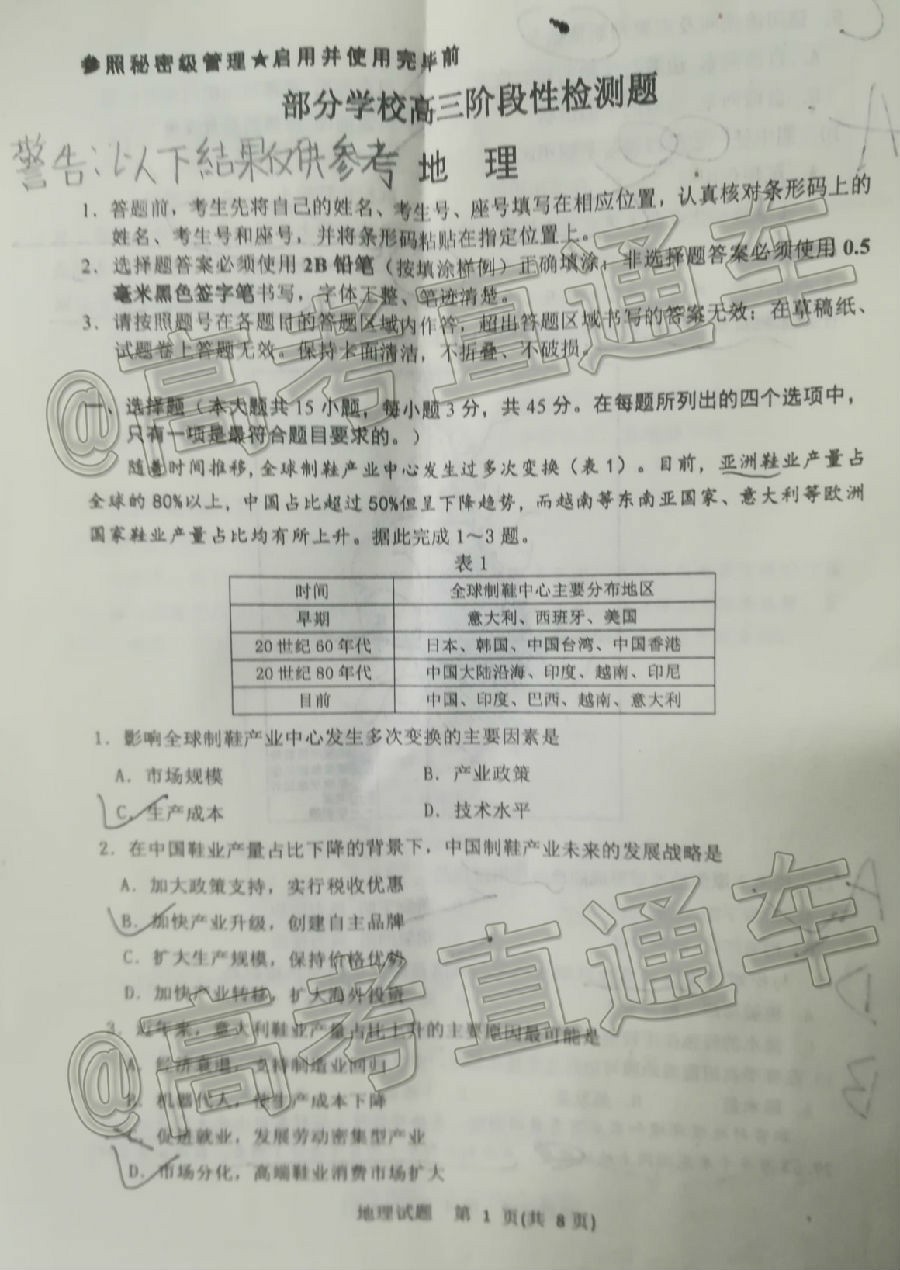 参照秘密级管理★启用并使用完毕前
部分学校高三阶段性检测题
警告:以下結果仅供参考
地 理
1. 答题前，考生先将自己的姓名、考生号、座号填写在相应位置，认真核对条形码上的
姓名、考生号和座号，并将条形码粘贴在指定位置上。
2. 选择题答案必须使用2B铅笔（按填涂样例）正确填涂，非选择题答案必须使用0.5
毫米黑色签字笔书写，字体工整、笔迹清楚。
3. 请按照题号在各题目的答题区域内作答，超出答题区域书写的答案无效；在草稿纸、
试题卷上答题无效。保持卡面清洁，不折叠、不破损。
一、选择题（本大题共15小题，每小题3分，共45分。在每题所列出的四个选项中，
只有一项是最符合题目要求的。）
随着时间推移,全球制鞋产业中心发生过多次变换（表1）。目前，亚洲鞋业产量占
全球的80%以上，中国占比超过50%但呈下降趋势，而越南等东南亚国家、意大利等欧洲
国家鞋业产量占比均有所上升。据此完成1～3题。
表1
时间 全球制鞋中心主要分布地区
早期 意大利、西班牙、美国
20世纪60年代 日本、韩国、中国台湾、中国香港
20世纪80年代 中国大陆沿海、印度、越南、印尼
目前 中国、印度、巴西、越南、意大利
1. 影响全球制鞋产业中心发生多次变换的主要因素是
A. 市场规模 B. 产业政策
C. 生产成本 D. 技术水平
2. 在中国鞋业产量占比下降的背景下，中国制鞋产业未来的发展战略是
A. 加大政策支持，实行税收优惠
B. 加快产业升级，创建自主品牌
C. 扩大生产规模，保持价格优势
D. 加快产业转移，扩大海外投资
3. 近年来，意大利鞋业产量占比上升的主要原因最可能是
A. 经济衰退，支持制造业回归
B. 机器代人，使生产成本下降
C. 促进就业，发展劳动密集型产业
D. 市场分化，高端鞋业消费市场扩大
地理试题 第 1 页(共 8 页)
@高考直通车
@高考直通车